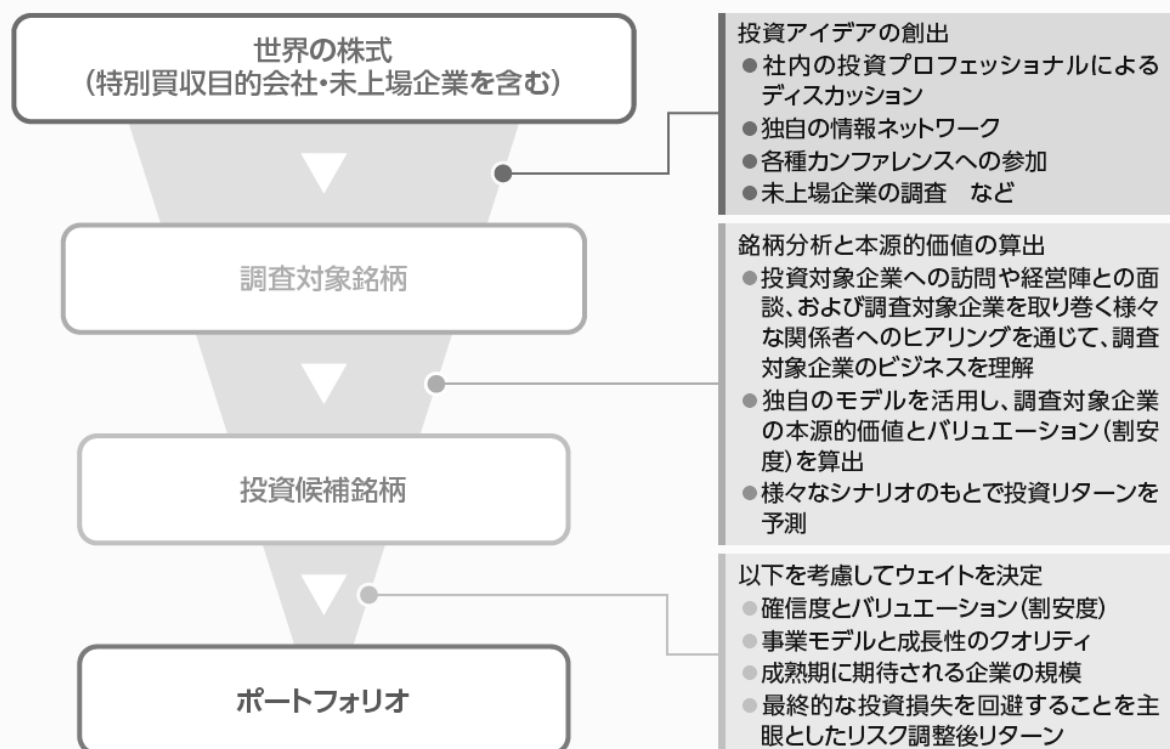 世界の株式
（特別買収目的会社・未上場企業を含む）
投資アイデアの創出
●社内の投資プロフェッショナルによる
ディスカッション
●独自の情報ネットワーク
●各種カンファレンスへの参加
●未上場企業の調査　など
調査対象銘柄
銘柄分析と本源的価値の算出
●投資対象企業への訪問や経営陣との面
談、および調査対象企業を取り巻く様々
な関係者へのヒアリングを通じて、調査
対象企業のビジネスを理解
●独自のモデルを活用し、調査対象企業
の本源的価値とバリュエーション（割安
度）を算出
●様々なシナリオのもとで投資リターンを
予測
投資候補銘柄
以下を考慮してウェイトを決定
●確信度とバリュエーション（割安度）
●事業モデルと成長性のクオリティ
●成熟期に期待される企業の規模
●最終的な投資損失を回避することを主
眼としたリスク調整後リターン
ポートフォリオ